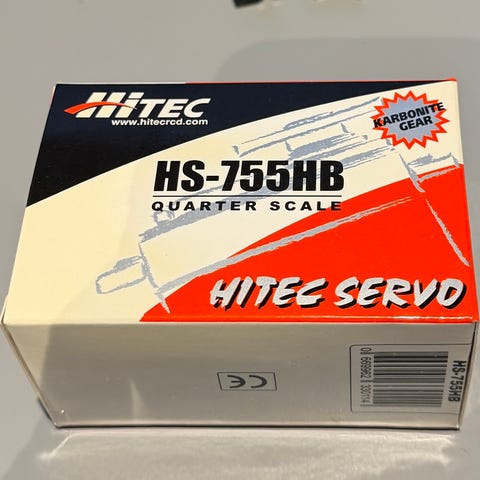 HiTEC
www.hitecrcd.com
KARBONITE
GEAR
HS-755HB
QUARTER SCALE
HITEC SERVO
CE
HS-755HB